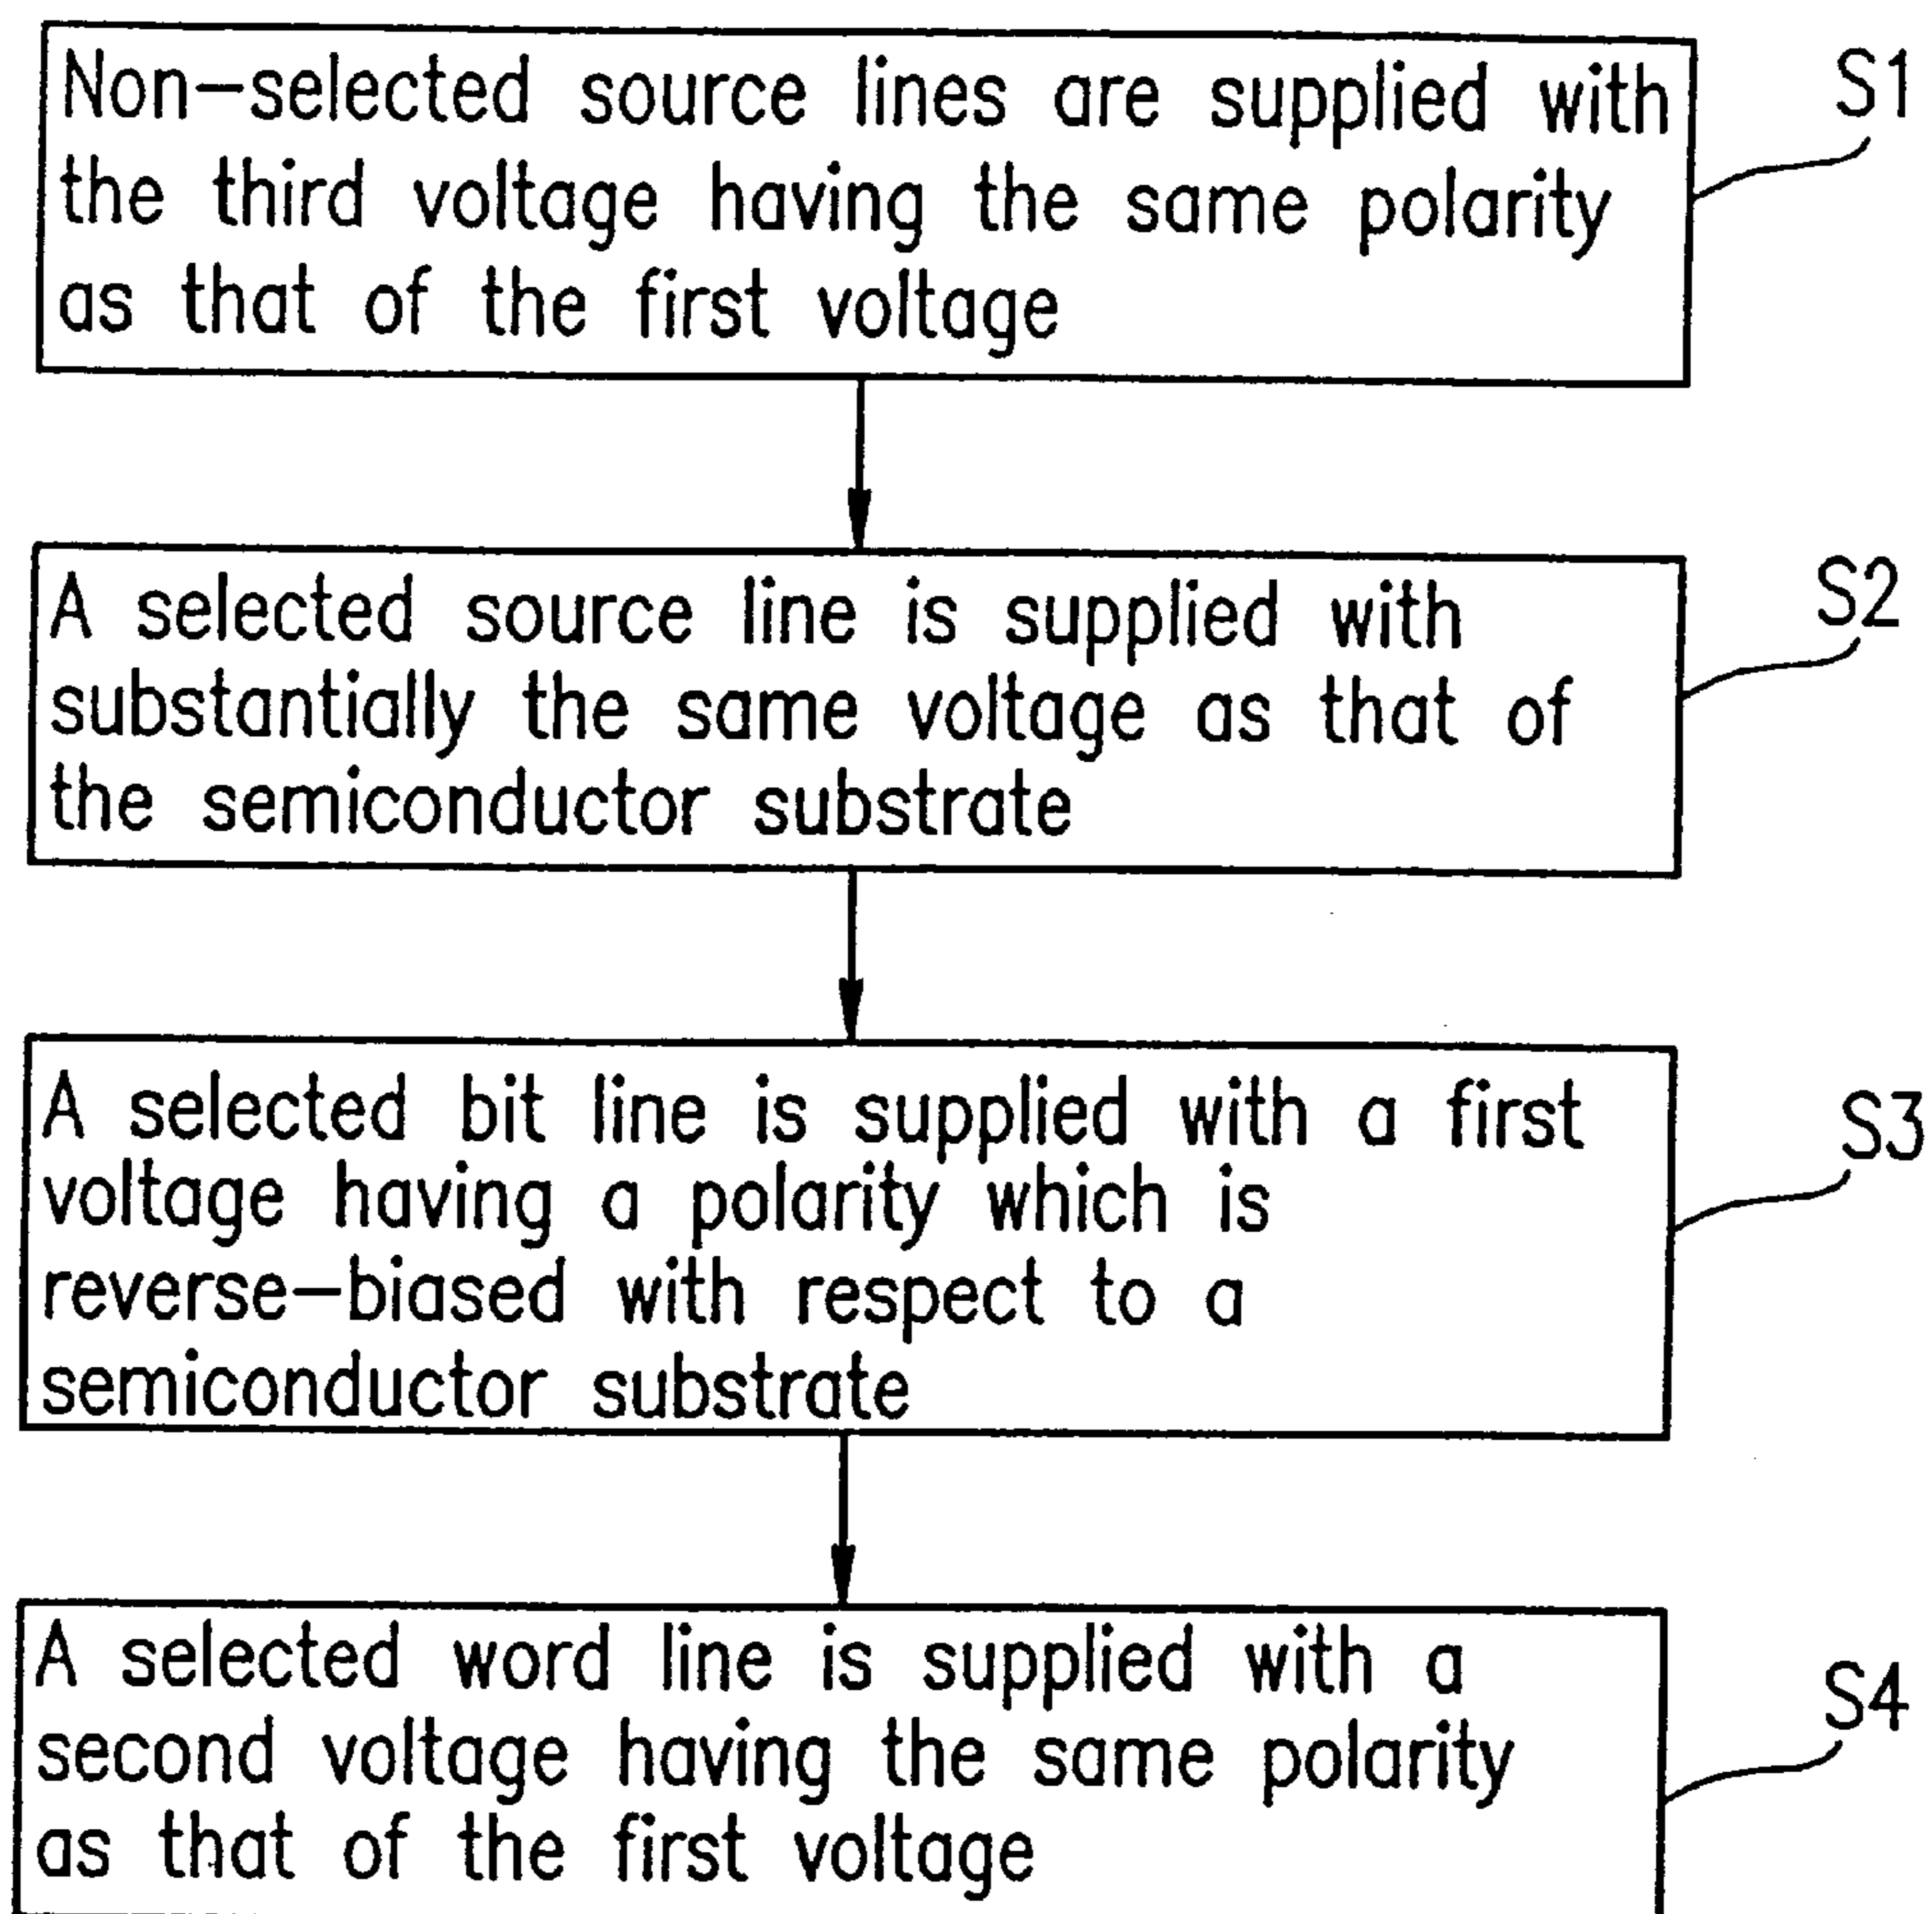 Non-selected source lines are supplied with
the third voltage having the same polarity
as that of the first voltage
S1
A selected source line is supplied with
substantially the same voltage as that of
the semiconductor substrate
S2
A selected bit line is supplied with a first
voltage having a polarity which is
reverse-biased with respect to a
semiconductor substrate
S3
A selected word line is supplied with a
second voltage having the same polarity
as that of the first voltage
S4